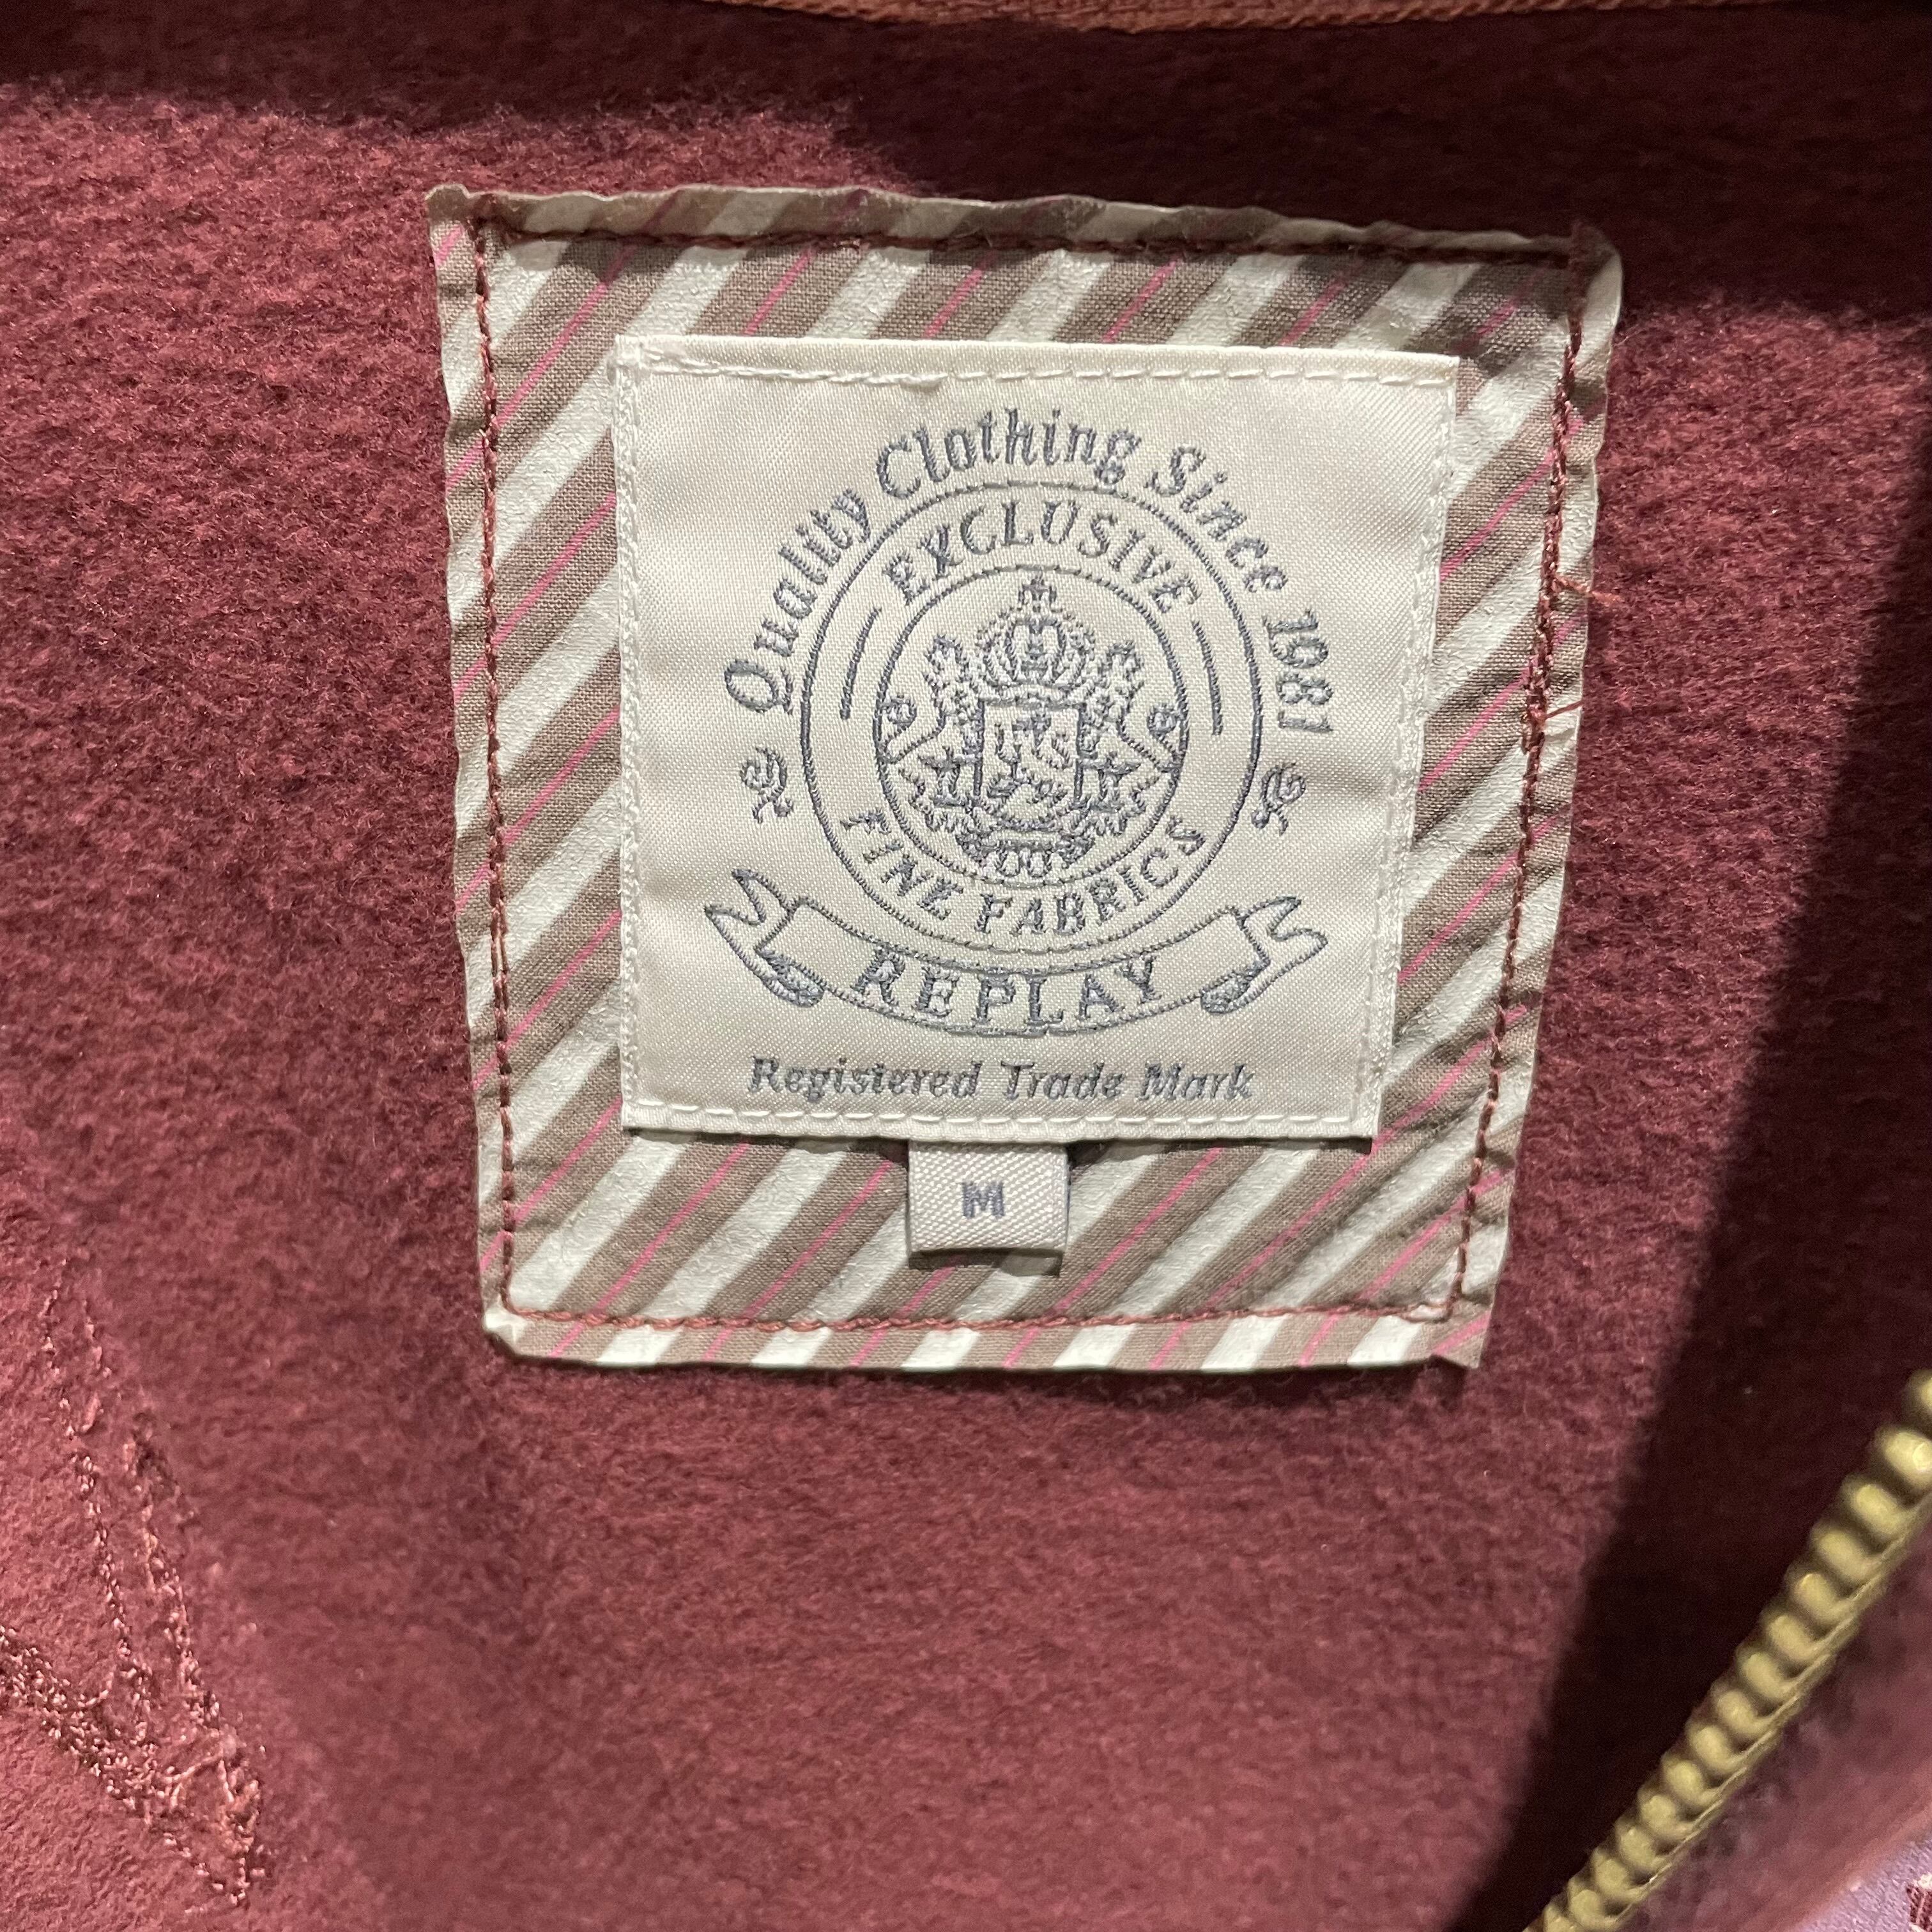 Quality Clothing Since 1981
EXCLUSIVE
FINE FABRICS
REPLAY
Registered Trade Mark
M